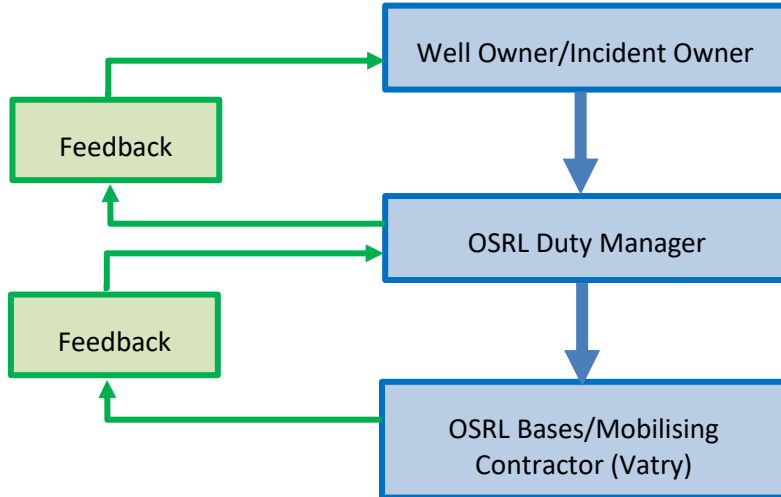 Well Owner/Incident Owner
Feedback
OSRL Duty Manager
Feedback
OSRL Bases/Mobilising
Contractor (Vatry)